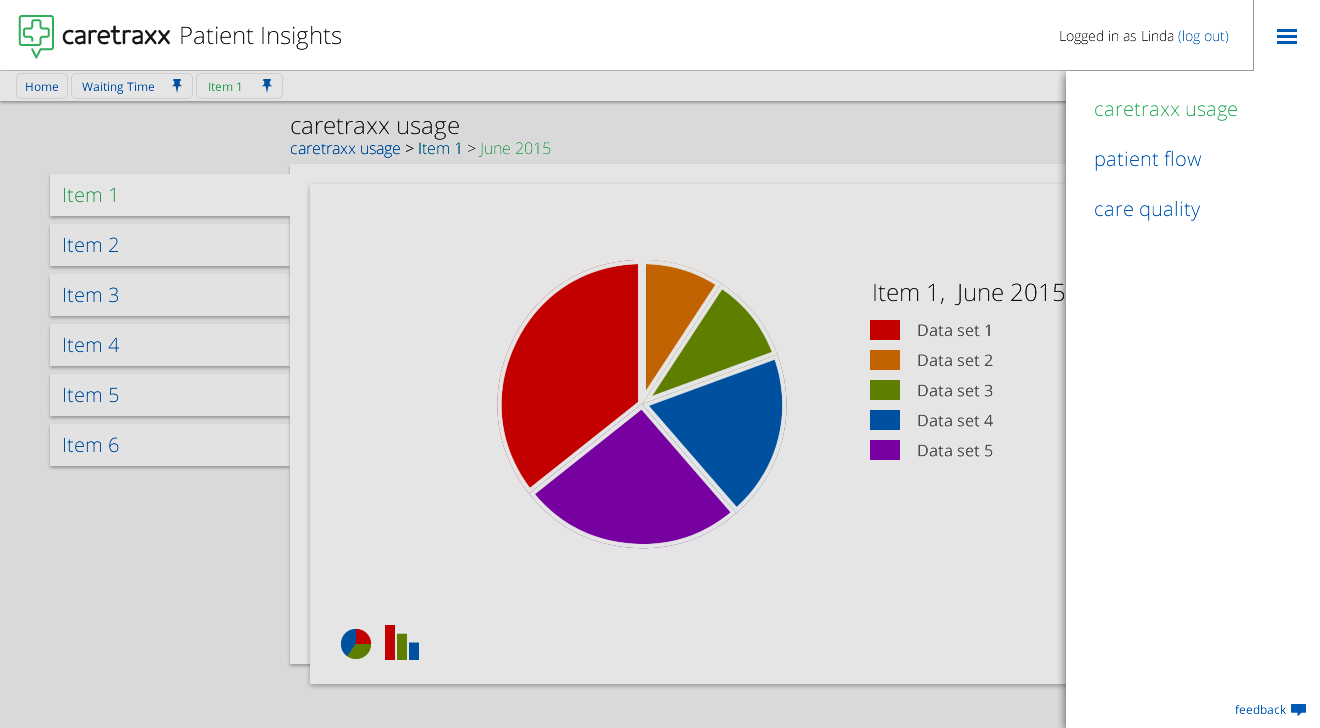 caretraxx Patient Insights
Logged in as Linda (log out)
Home
Waiting Time
Item 1
caretraxx usage
caretraxx usage > Item 1 > June 2015
Item 1
Item 2
Item 3
Item 4
Item 5
Item 6
Item 1, June 2015
Data set 1
Data set 2
Data set 3
Data set 4
Data set 5
caretraxx usage
patient flow
care quality
feedback